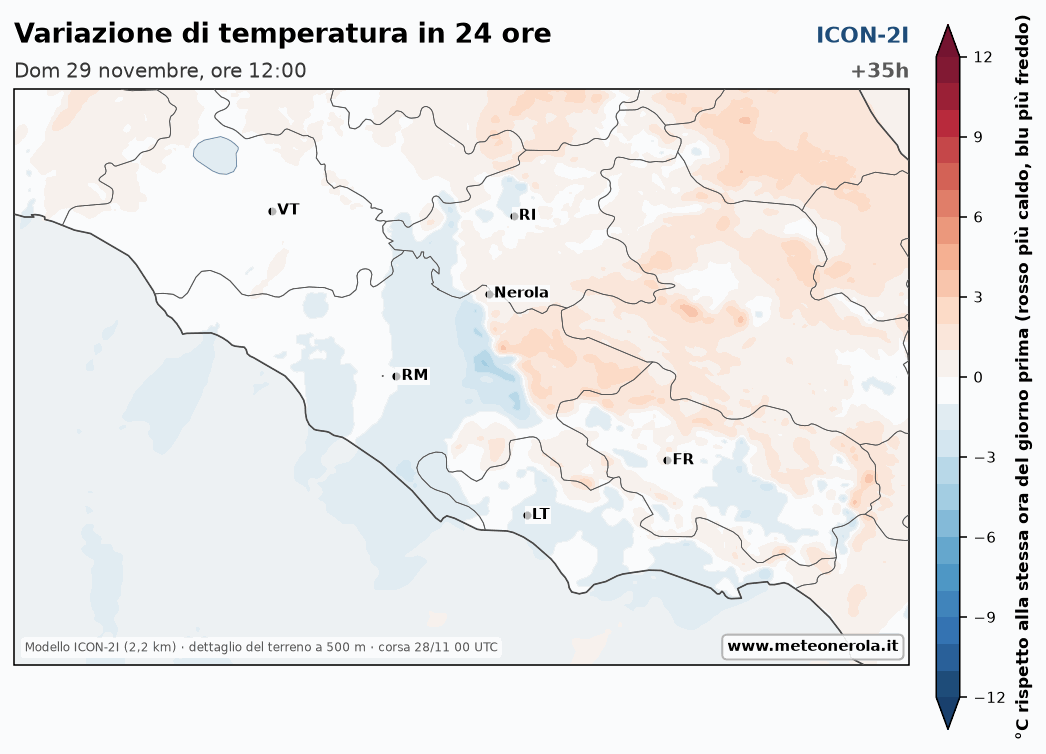 Variazione di temperatura in 24 ore
ICON-2I
Dom 29 novembre, ore 12:00
+35h
VT
RI
Nerola
RM
FR
LT
Modello ICON-2I (2,2 km) · dettaglio del terreno a 500 m · corsa 28/11 00 UTC
www.meteonerola.it
12
9
6
3
0
−3
−6
−9
−12
°C rispetto alla stessa ora del giorno prima (rosso più caldo, blu più freddo)